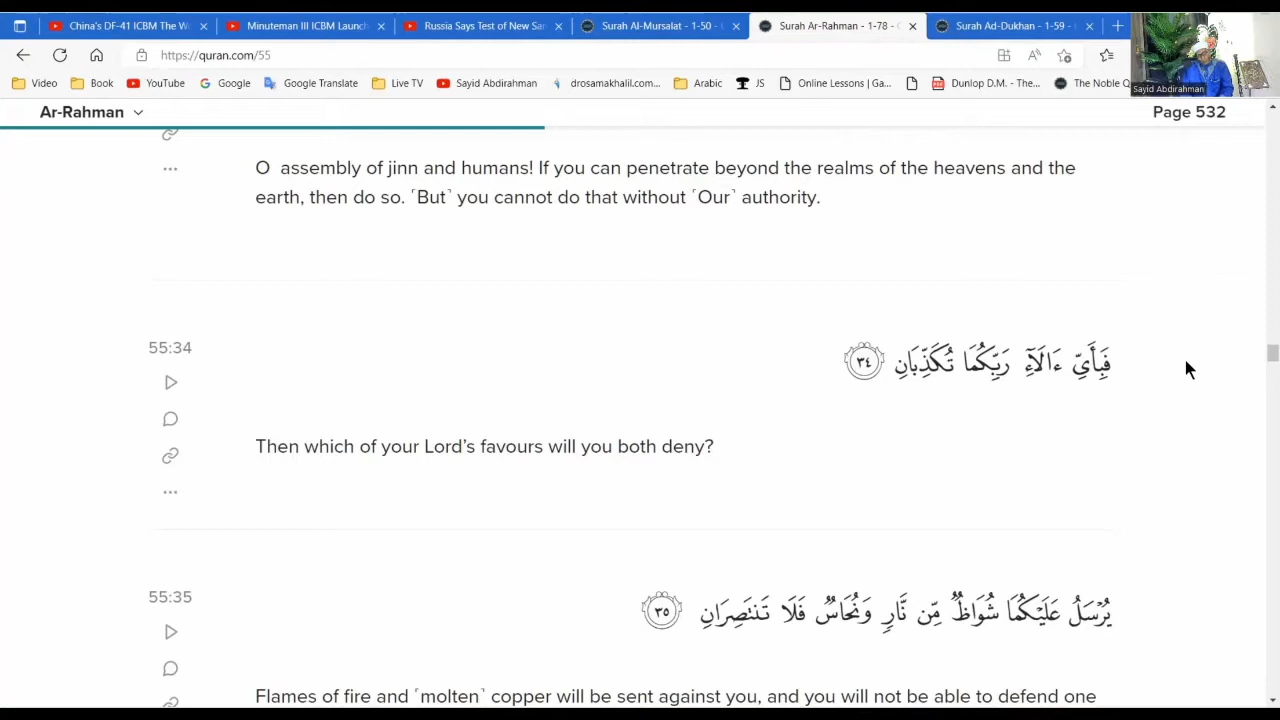 China's DF-41 ICBM The W
Minuteman III ICBM Launch
Russia Says Test of New Sar
Surah Al-Mursalat - 1-50 -
Surah Ar-Rahman - 1-78 -
Surah Ad-Dukhan - 1-59 -
https://quran.com/55
Video
Book
YouTube
Google
Google Translate
Live TV
Sayid Abdirahman
drosamakhalil.com...
Arabic
JS
Online Lessons | Ga...
Dunlop D.M. - The...
The Noble Q
Sayid Abdirahman
Ar-Rahman
Page 532
O assembly of jinn and humans! If you can penetrate beyond the realms of the heavens and the
earth, then do so. ˹But˺ you cannot do that without ˹Our˺ authority.
55:34
فَبِأَىِّ ءَالَآءِ رَبِّكُمَا تُكَذِّبَانِ ٣٤
Then which of your Lord's favours will you both deny?
55:35
يُرْسَلُ عَلَيْكُمَا شُوَاظٌ مِّن نَّارٍ وَنُحَاسٌ فَلَا تَنتَصِرَانِ ٣٥
Flames of fire and ˹molten˺ copper will be sent against you, and you will not be able to defend one